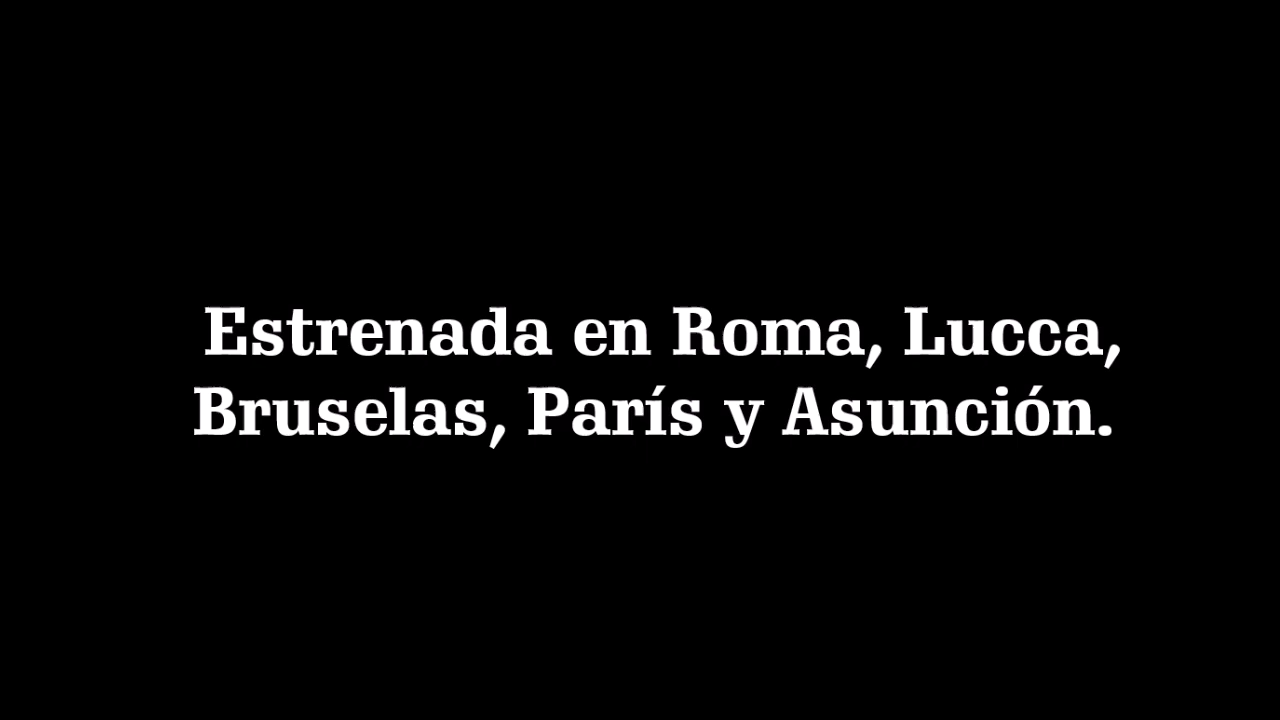 Estrenada en Roma, Lucca,
Bruselas, París y Asunción.